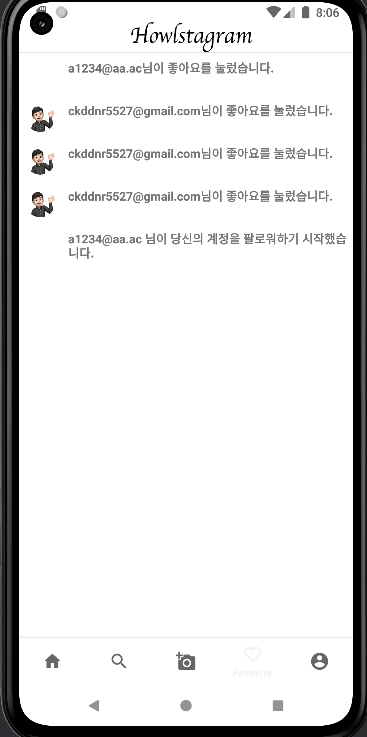 8:06
Howlstagram
a1234@aa.ac님이 좋아요를 눌렀습니다.
ckddnr5527@gmail.com님이 좋아요를 눌렀습니다.
ckddnr5527@gmail.com님이 좋아요를 눌렀습니다.
ckddnr5527@gmail.com님이 좋아요를 눌렀습니다.
a1234@aa.ac 님이 당신의 계정을 팔로워하기 시작했습
니다.
Favorite